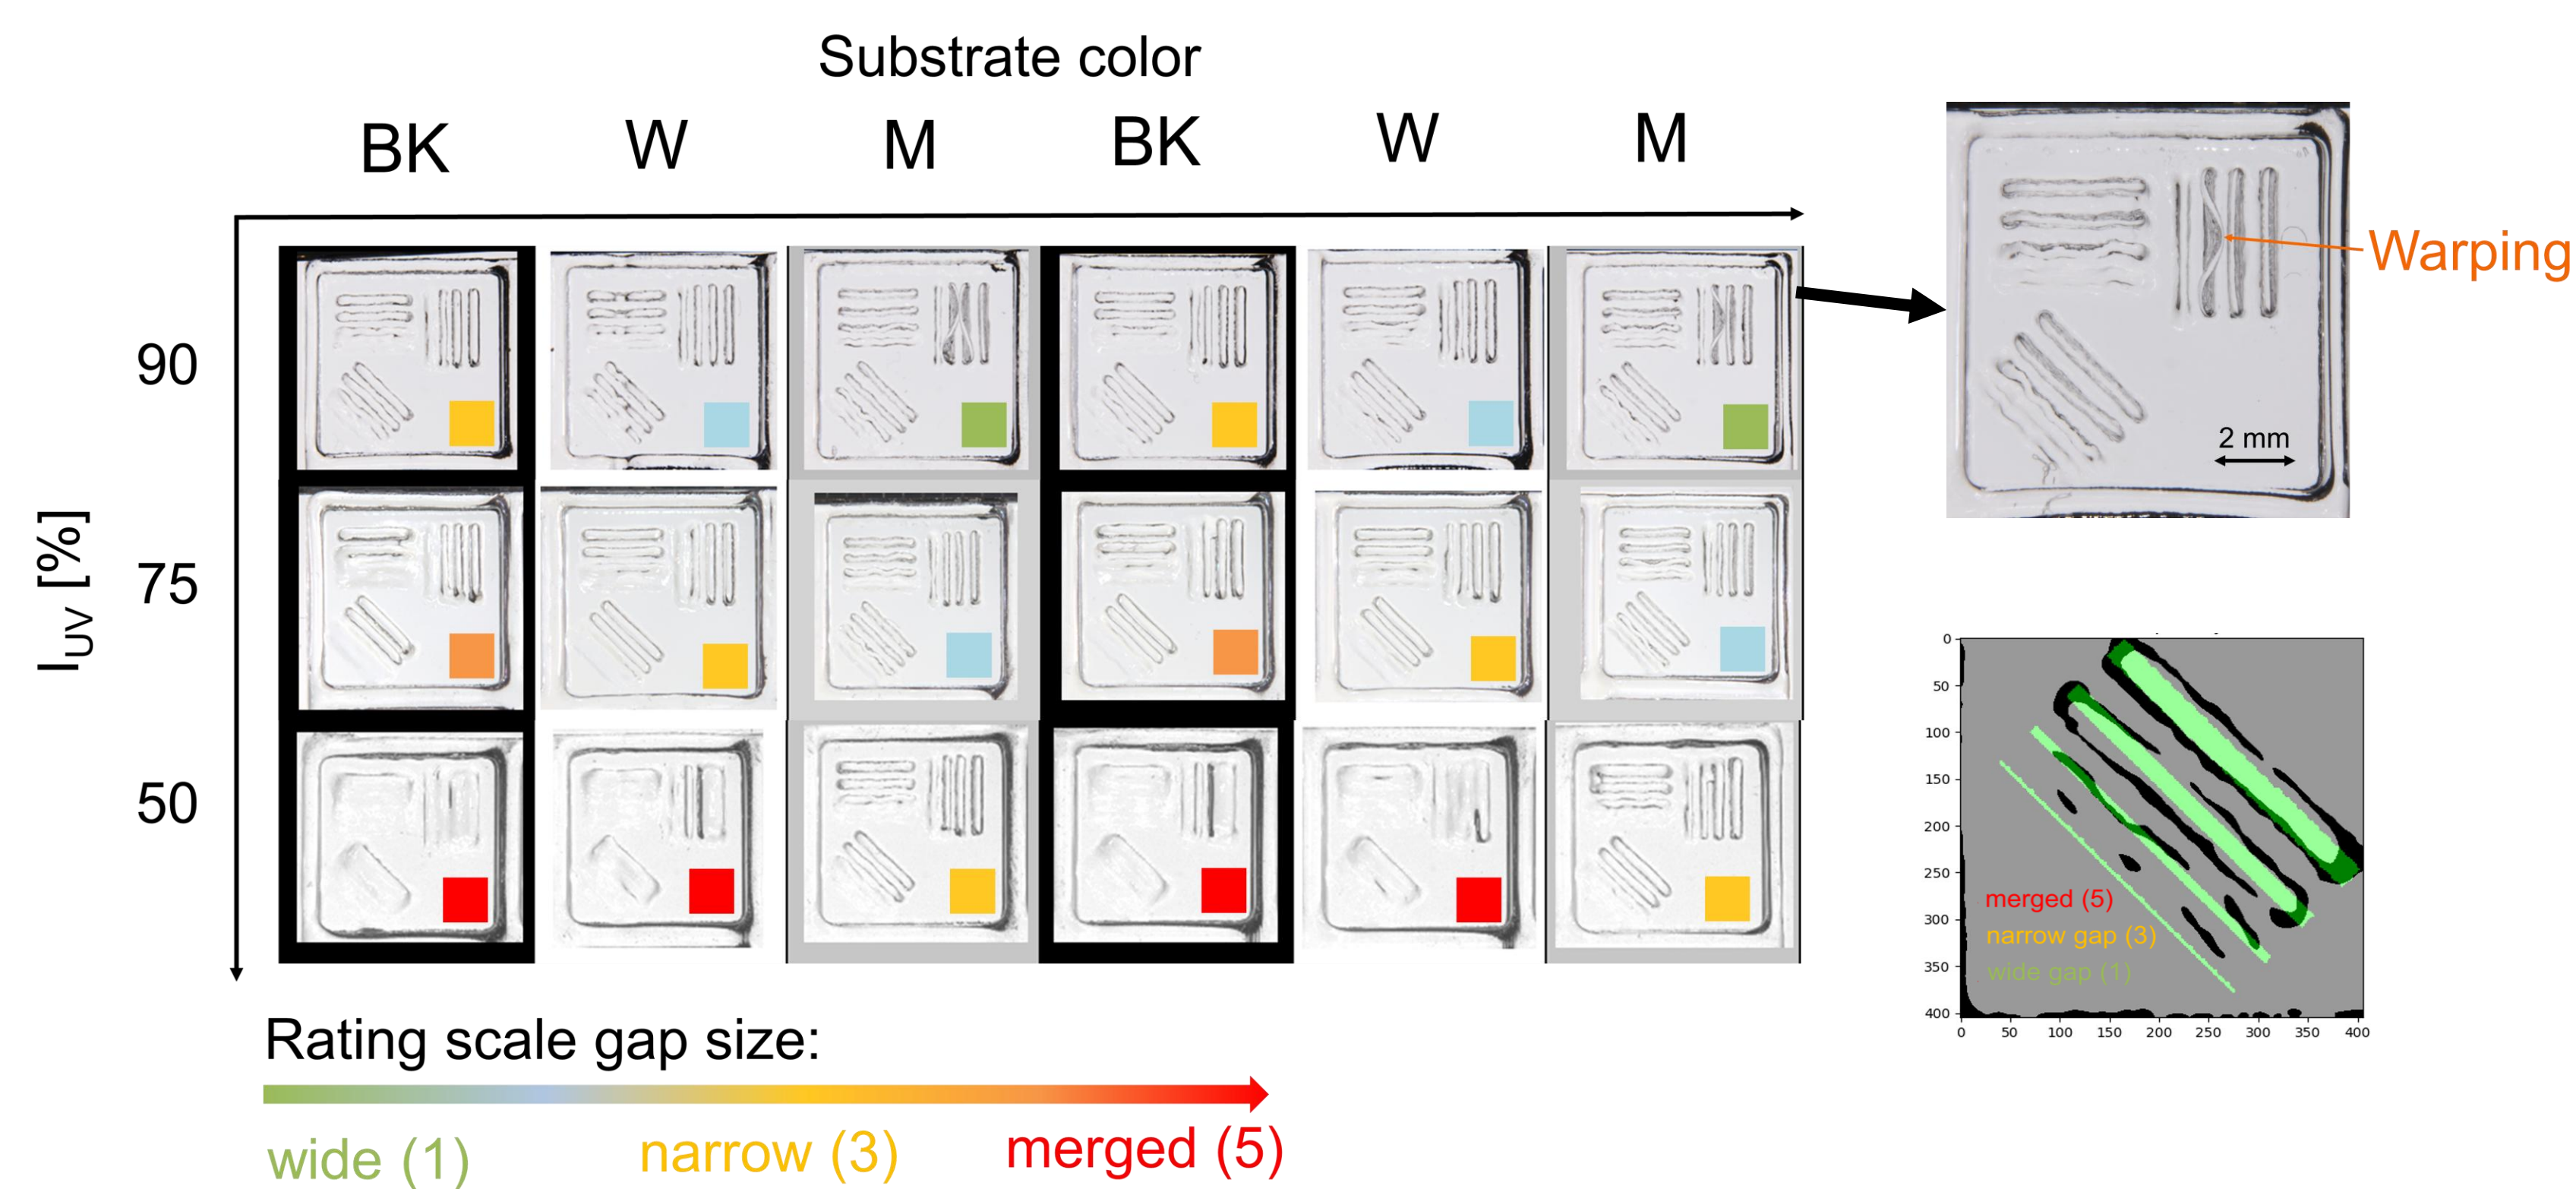 Substrate color
BK W M BK W M
I_UV [%]
90
75
50
Warping
2 mm
0
50
100
150
200
250
300
350
400
merged (5)
narrow gap (3)
wide gap (1)
0 50 100 150 200 250 300 350 400
Rating scale gap size:
wide (1) narrow (3) merged (5)